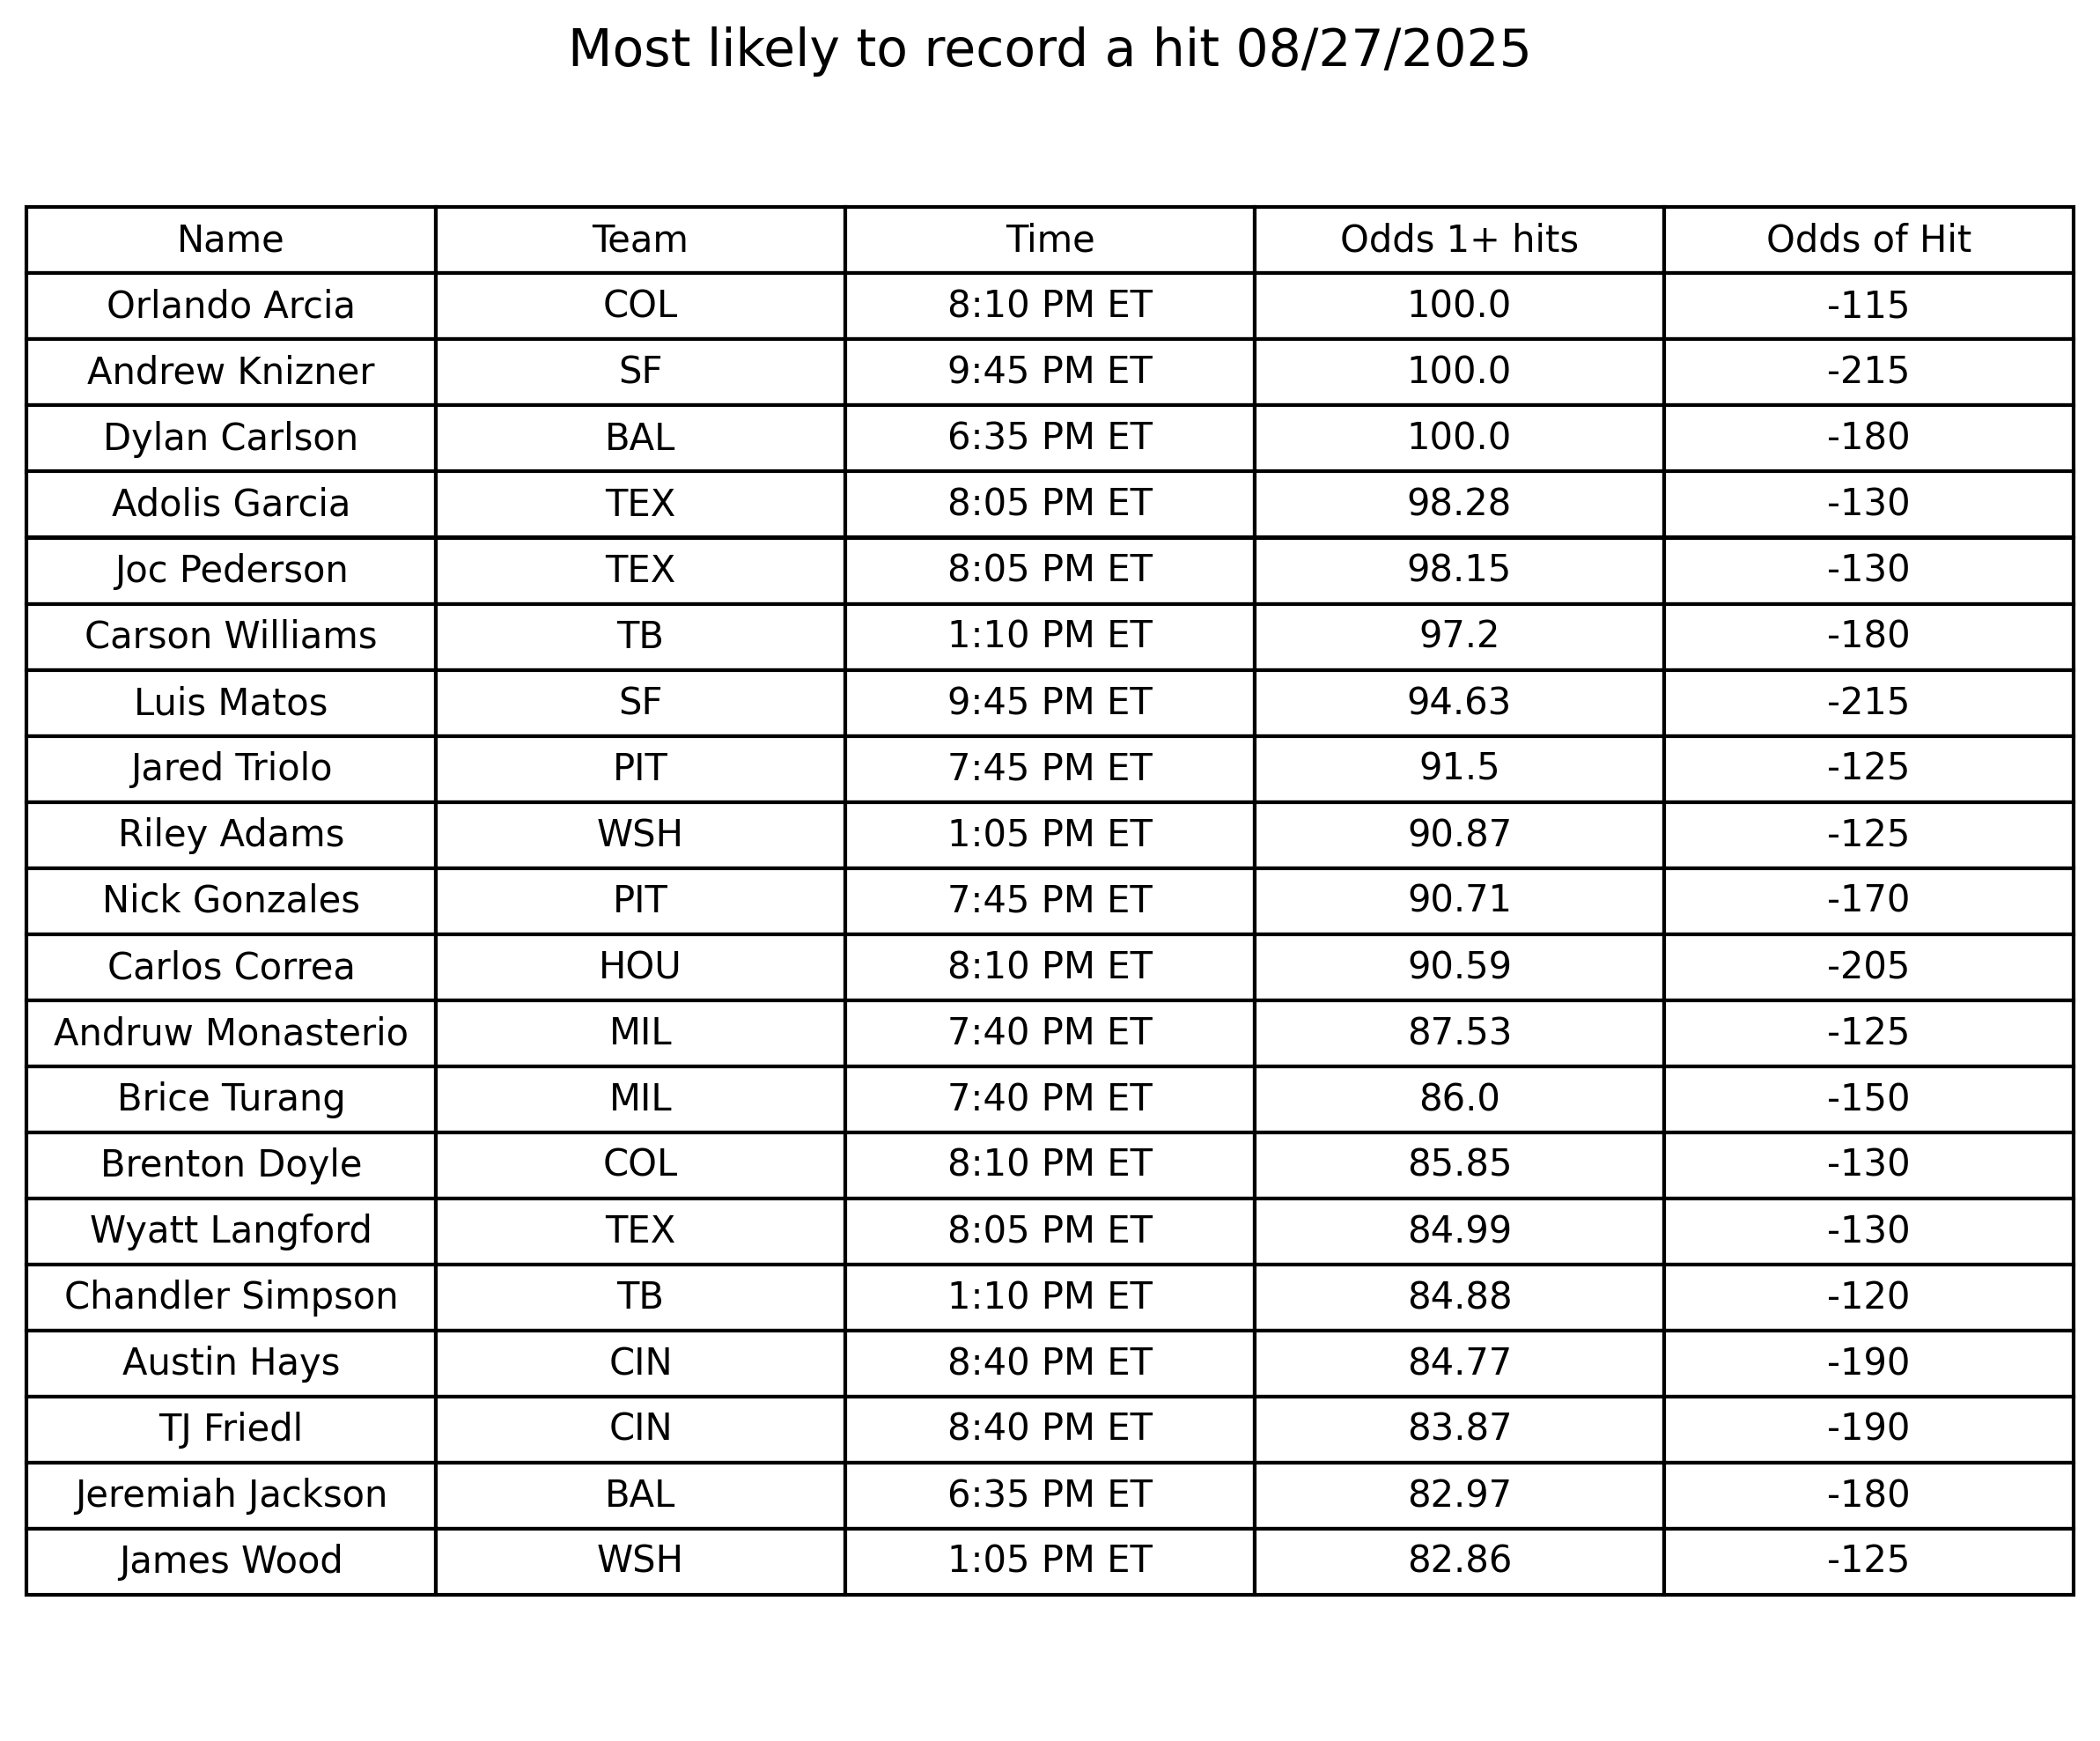 Most likely to record a hit 08/27/2025
Name Team Time Odds 1+ hits Odds of Hit
Orlando Arcia COL 8:10 PM ET 100.0 -115
Andrew Knizner SF 9:45 PM ET 100.0 -215
Dylan Carlson BAL 6:35 PM ET 100.0 -180
Adolis Garcia TEX 8:05 PM ET 98.28 -130
Joc Pederson TEX 8:05 PM ET 98.15 -130
Carson Williams TB 1:10 PM ET 97.2 -180
Luis Matos SF 9:45 PM ET 94.63 -215
Jared Triolo PIT 7:45 PM ET 91.5 -125
Riley Adams WSH 1:05 PM ET 90.87 -125
Nick Gonzales PIT 7:45 PM ET 90.71 -170
Carlos Correa HOU 8:10 PM ET 90.59 -205
Andruw Monasterio MIL 7:40 PM ET 87.53 -125
Brice Turang MIL 7:40 PM ET 86.0 -150
Brenton Doyle COL 8:10 PM ET 85.85 -130
Wyatt Langford TEX 8:05 PM ET 84.99 -130
Chandler Simpson TB 1:10 PM ET 84.88 -120
Austin Hays CIN 8:40 PM ET 84.77 -190
TJ Friedl CIN 8:40 PM ET 83.87 -190
Jeremiah Jackson BAL 6:35 PM ET 82.97 -180
James Wood WSH 1:05 PM ET 82.86 -125